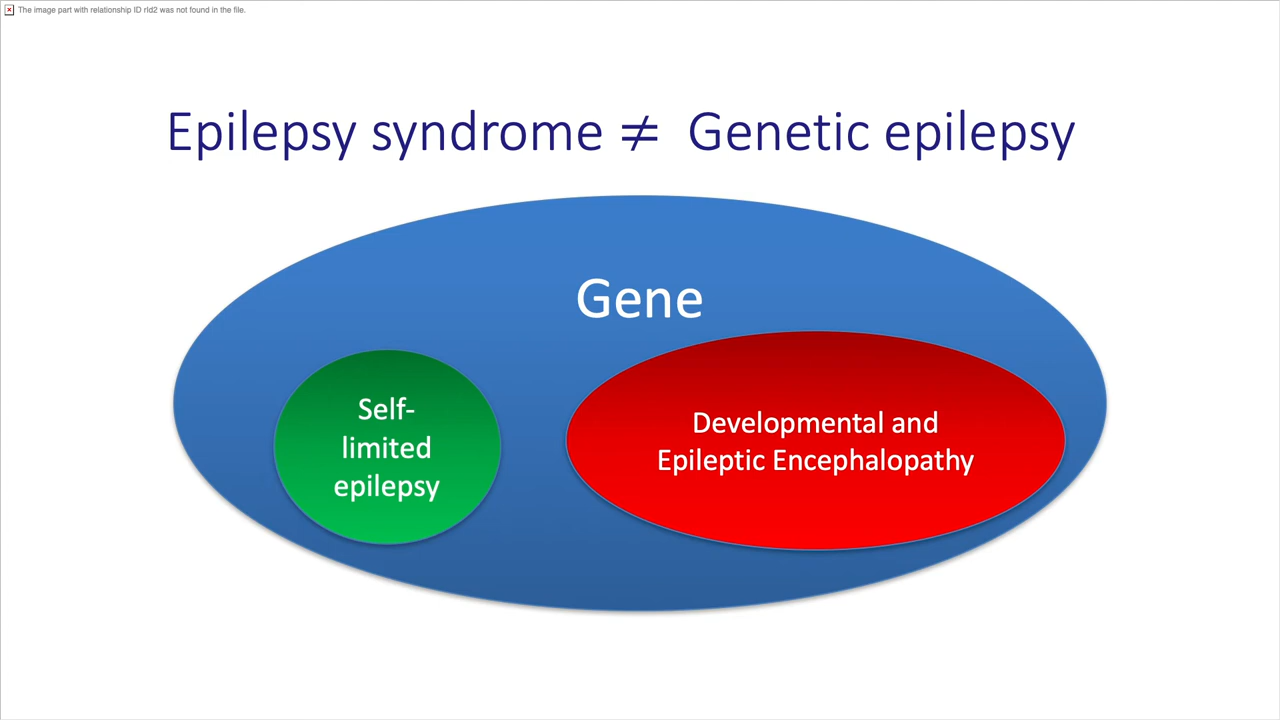 The image part with relationship ID rId2 was not found in the file.
Epilepsy syndrome ≠ Genetic epilepsy
Gene
Self-
limited
epilepsy
Developmental and
Epileptic Encephalopathy